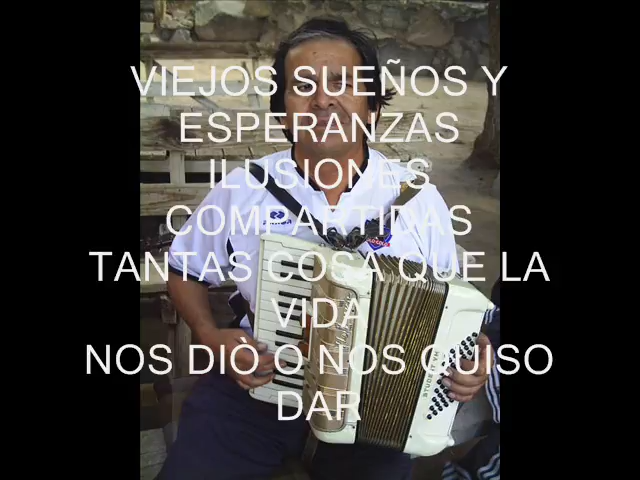 VIEJOS SUEÑOS Y
ESPERANZAS
ILUSIONES
COMPARTIDAS
TANTAS COSA QUE LA
VIDA
NOS DIÒ O NOS QUISO
DAR